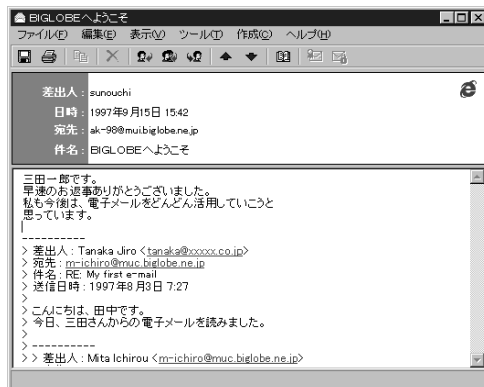 BIGLOBEへようこそ
ファイル(F) 編集(E) 表示(V) ツール(T) 作成(C) ヘルプ(H)
差出人: sunouchi
日時: 1997年9月15日 15:42
宛先: ak-98@mui.biglobe.ne.jp
件名: BIGLOBEへようこそ
三田一郎です。
早速のお返事ありがとうございました。
私も今後は、電子メールをどんどん活用していこうと
思っています。
----------
> 差出人 : Tanaka Jiro <tanaka@xxxxx.co.jp>
> 宛先 : m-ichiro@muc.biglobe.ne.jp
> 件名 : RE: My first e-mail
> 送信日時 : 1997年8月3日 7:27
>
> こんにちは、田中です。
> 今日、三田さんからの電子メールを読みました。
>
> ----------
> > 差出人 : Mita Ichirou <m-ichiro@muc.biglobe.ne.jp>